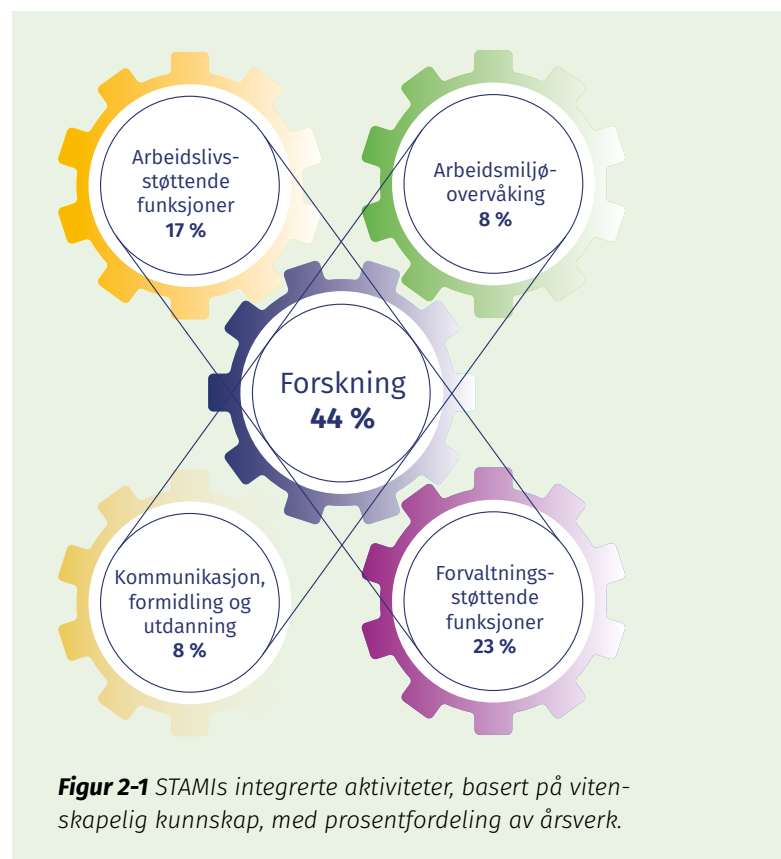 Arbeidslivs-
støttende
funksjoner
17 %
Arbeidsmiljø-
overvåking
8 %
Forskning
44 %
Kommunikasjon,
formidling og
utdanning
8 %
Forvaltnings-
støttende
funksjoner
23 %
Figur 2-1 STAMIs integrerte aktiviteter, basert på viten-
skapelig kunnskap, med prosentfordeling av årsverk.